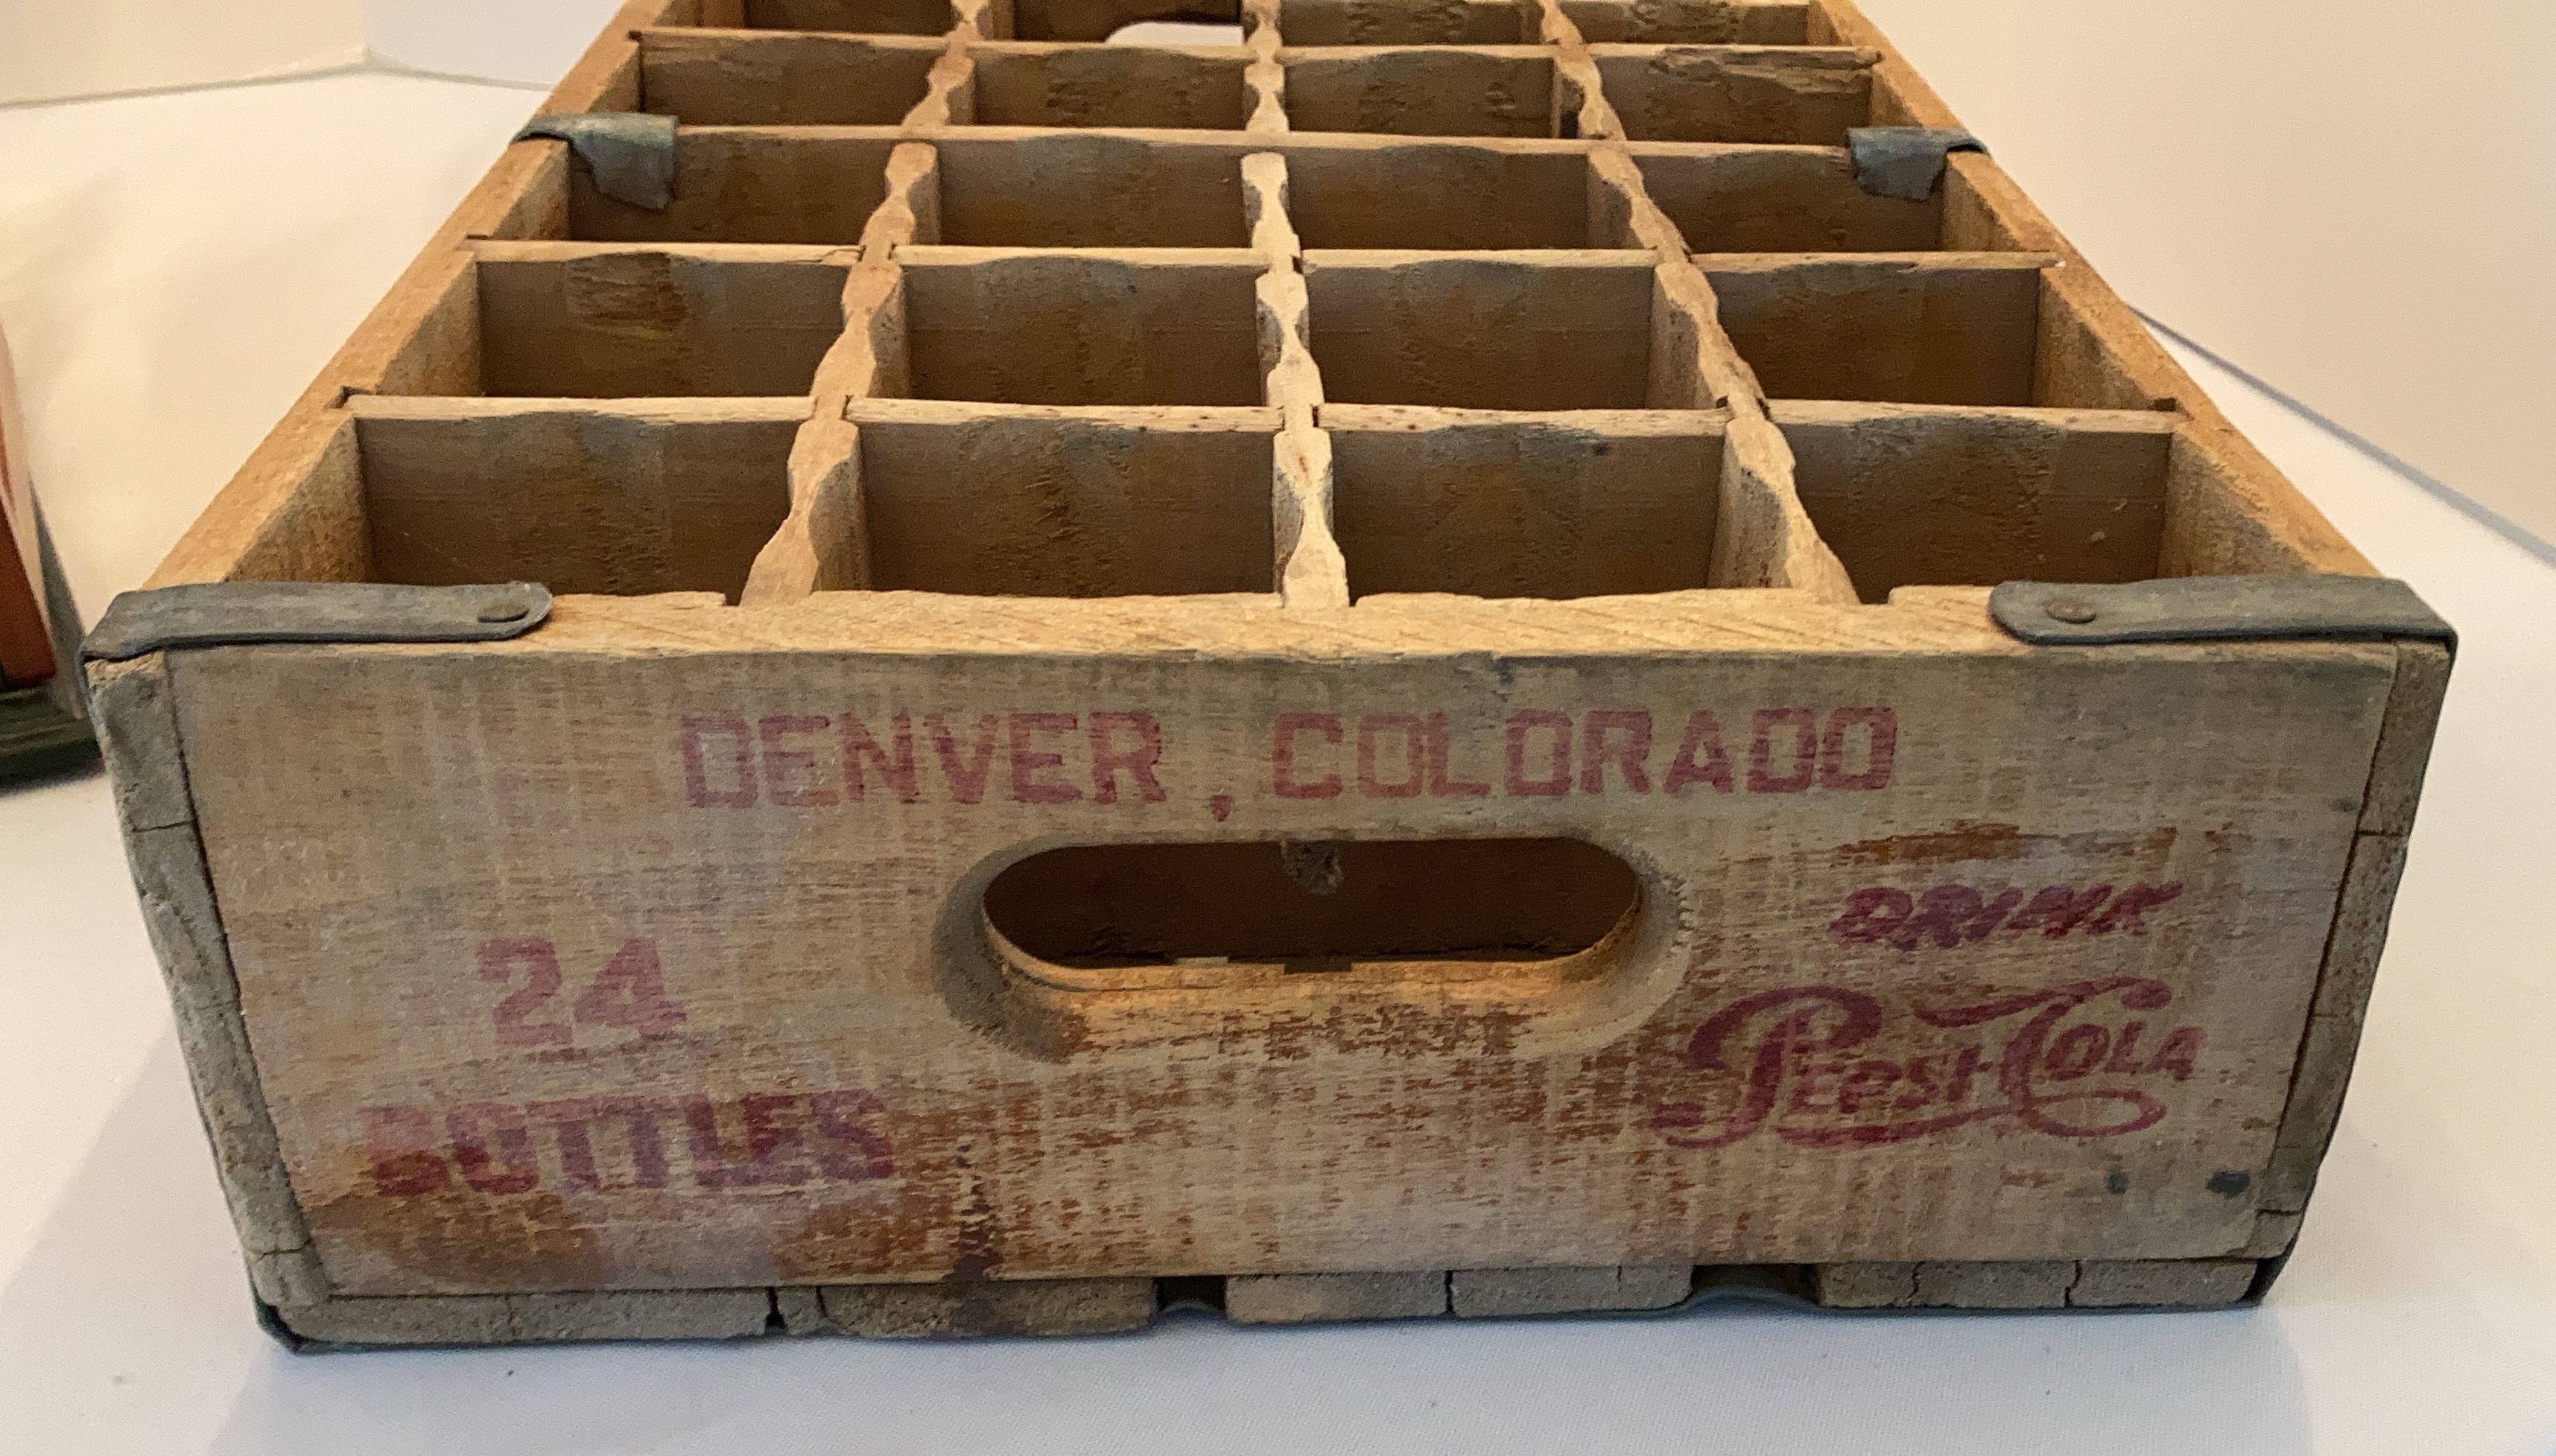 DENVER, COLORADO
24
BOTTLES
DRINK
PEPSI-COLA